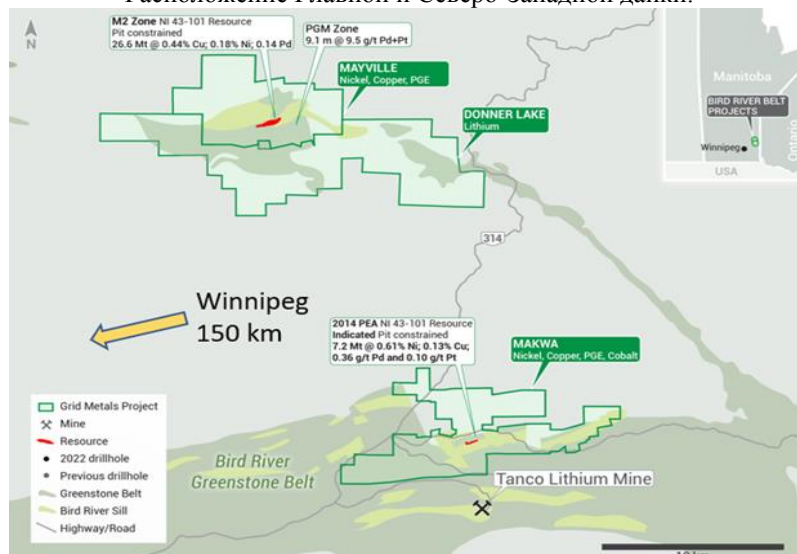 Расположение Главной и Северо-Западной дайки.
N
M2 Zone NI 43-101 Resource
Pit constrained
26.6 Mt @ 0.44% Cu; 0.18% Ni; 0.14 Pd
PGM Zone
9.1 m @ 9.5 g/t Pd+Pt
MAYVILLE
Nickel, Copper, PGE
DONNER LAKE
Lithium
Manitoba
BIRD RIVER BELT
PROJECTS
Winnipeg
Ontario
USA
314
Winnipeg
150 km
2014 PEA NI 43-101 Resource
Indicated Pit constrained
7.2 Mt @ 0.61% Ni; 0.13% Cu;
0.36 g/t Pd and 0.10 g/t Pt
MAKWA
Nickel, Copper, PGE, Cobalt
Grid Metals Project
Mine
Resource
2022 drillhole
Previous drillhole
Greenstone Belt
Bird River Sill
Highway/Road
Bird River
Greenstone Belt
Tanco Lithium Mine